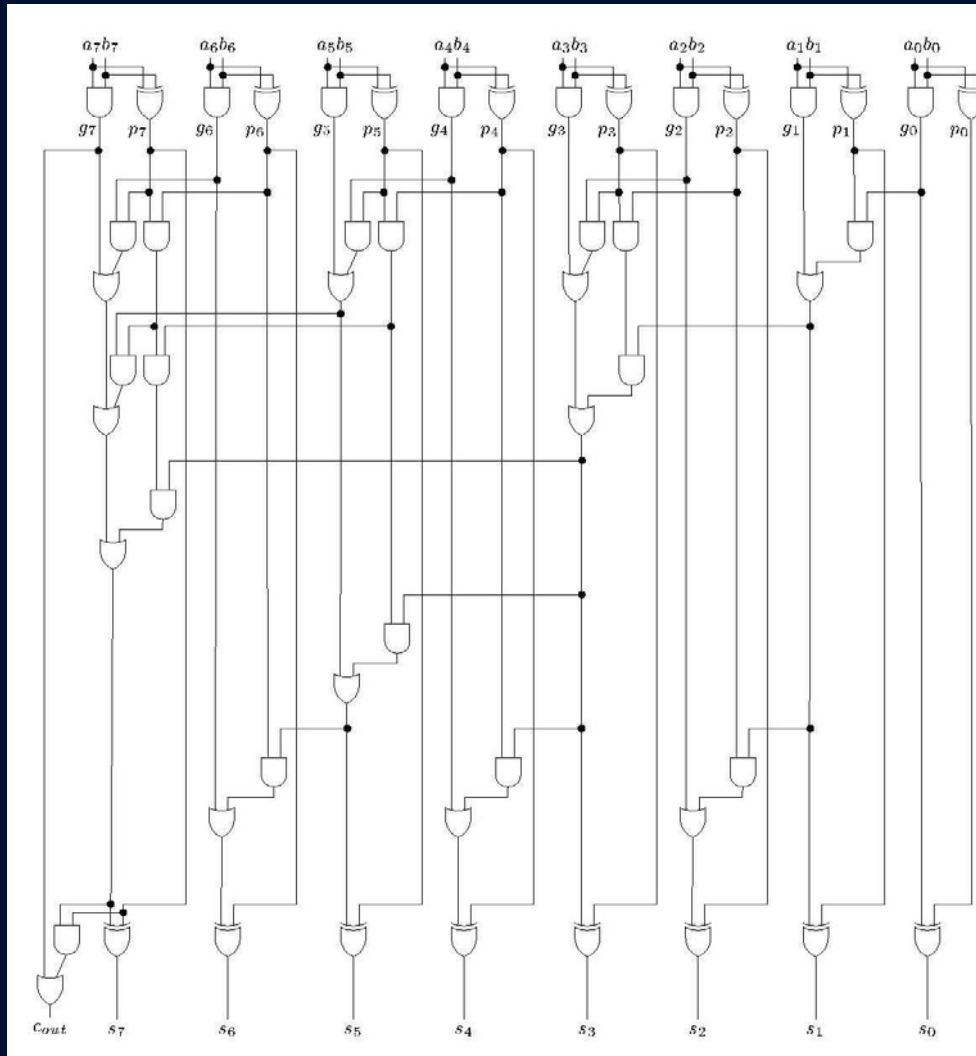 a7b7 a6b6 a5b5 a4b4 a3b3 a2b2 a1b1 a0b0
g7 p7 g6 p6 g5 p5 g4 p4 g3 p3 g2 p2 g1 p1 g0 p0
cout s7 s6 s5 s4 s3 s2 s1 s0